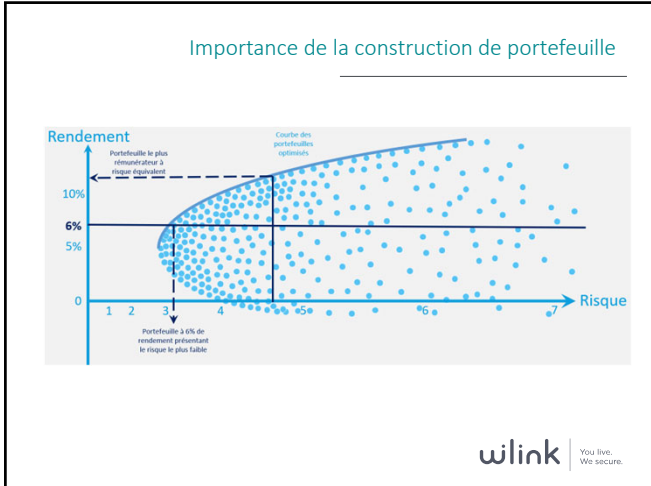 Importance de la construction de portefeuille
Rendement
Portefeuille le plus
rémunérateur à
risque équivalent
Courbe des
portefeuilles
optimisés
10%
6%
5%
0
1 2 3 4 5 6 7
Risque
Portefeuille à 6% de
rendement présentant
le risque le plus faible
wilink
You live.
We secure.